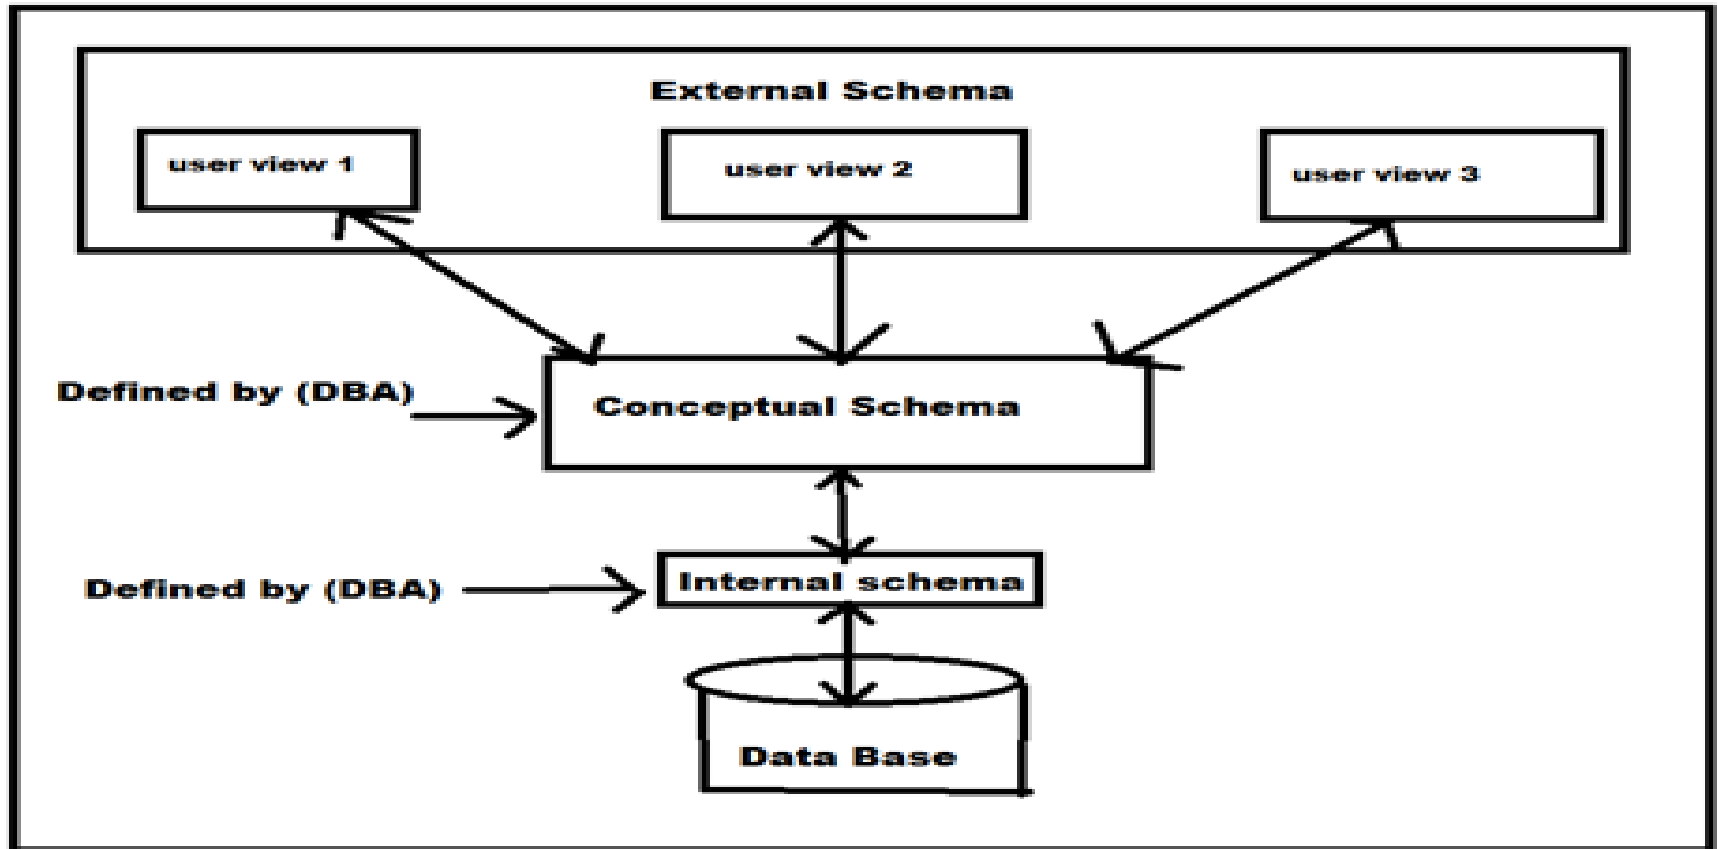 External Schema
user view 1
user view 2
user view 3
Defined by (DBA)
Conceptual Schema
Defined by (DBA)
Internal schema
Data Base